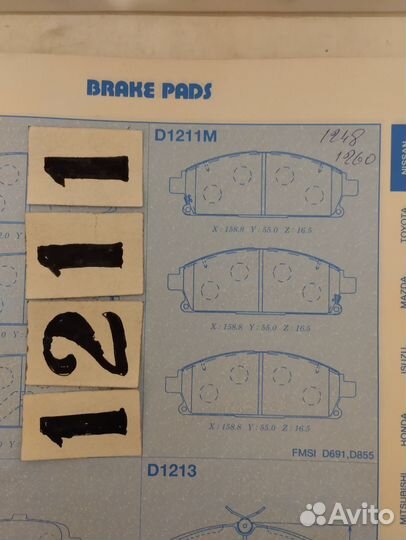 BRAKE PADS
D1211M
1248
1260
X : 158.8 Y : 55.0 Z : 16.5
X : 158.8 Y : 55.0 Z : 16.5
X : 158.8 Y : 55.0 Z : 16.5
FMSI D691,D855
D1213
1
1
2
1
NISSAN
TOYOTA
MAZDA
ISUZU
HONDA
MITSUBISHI
Avito